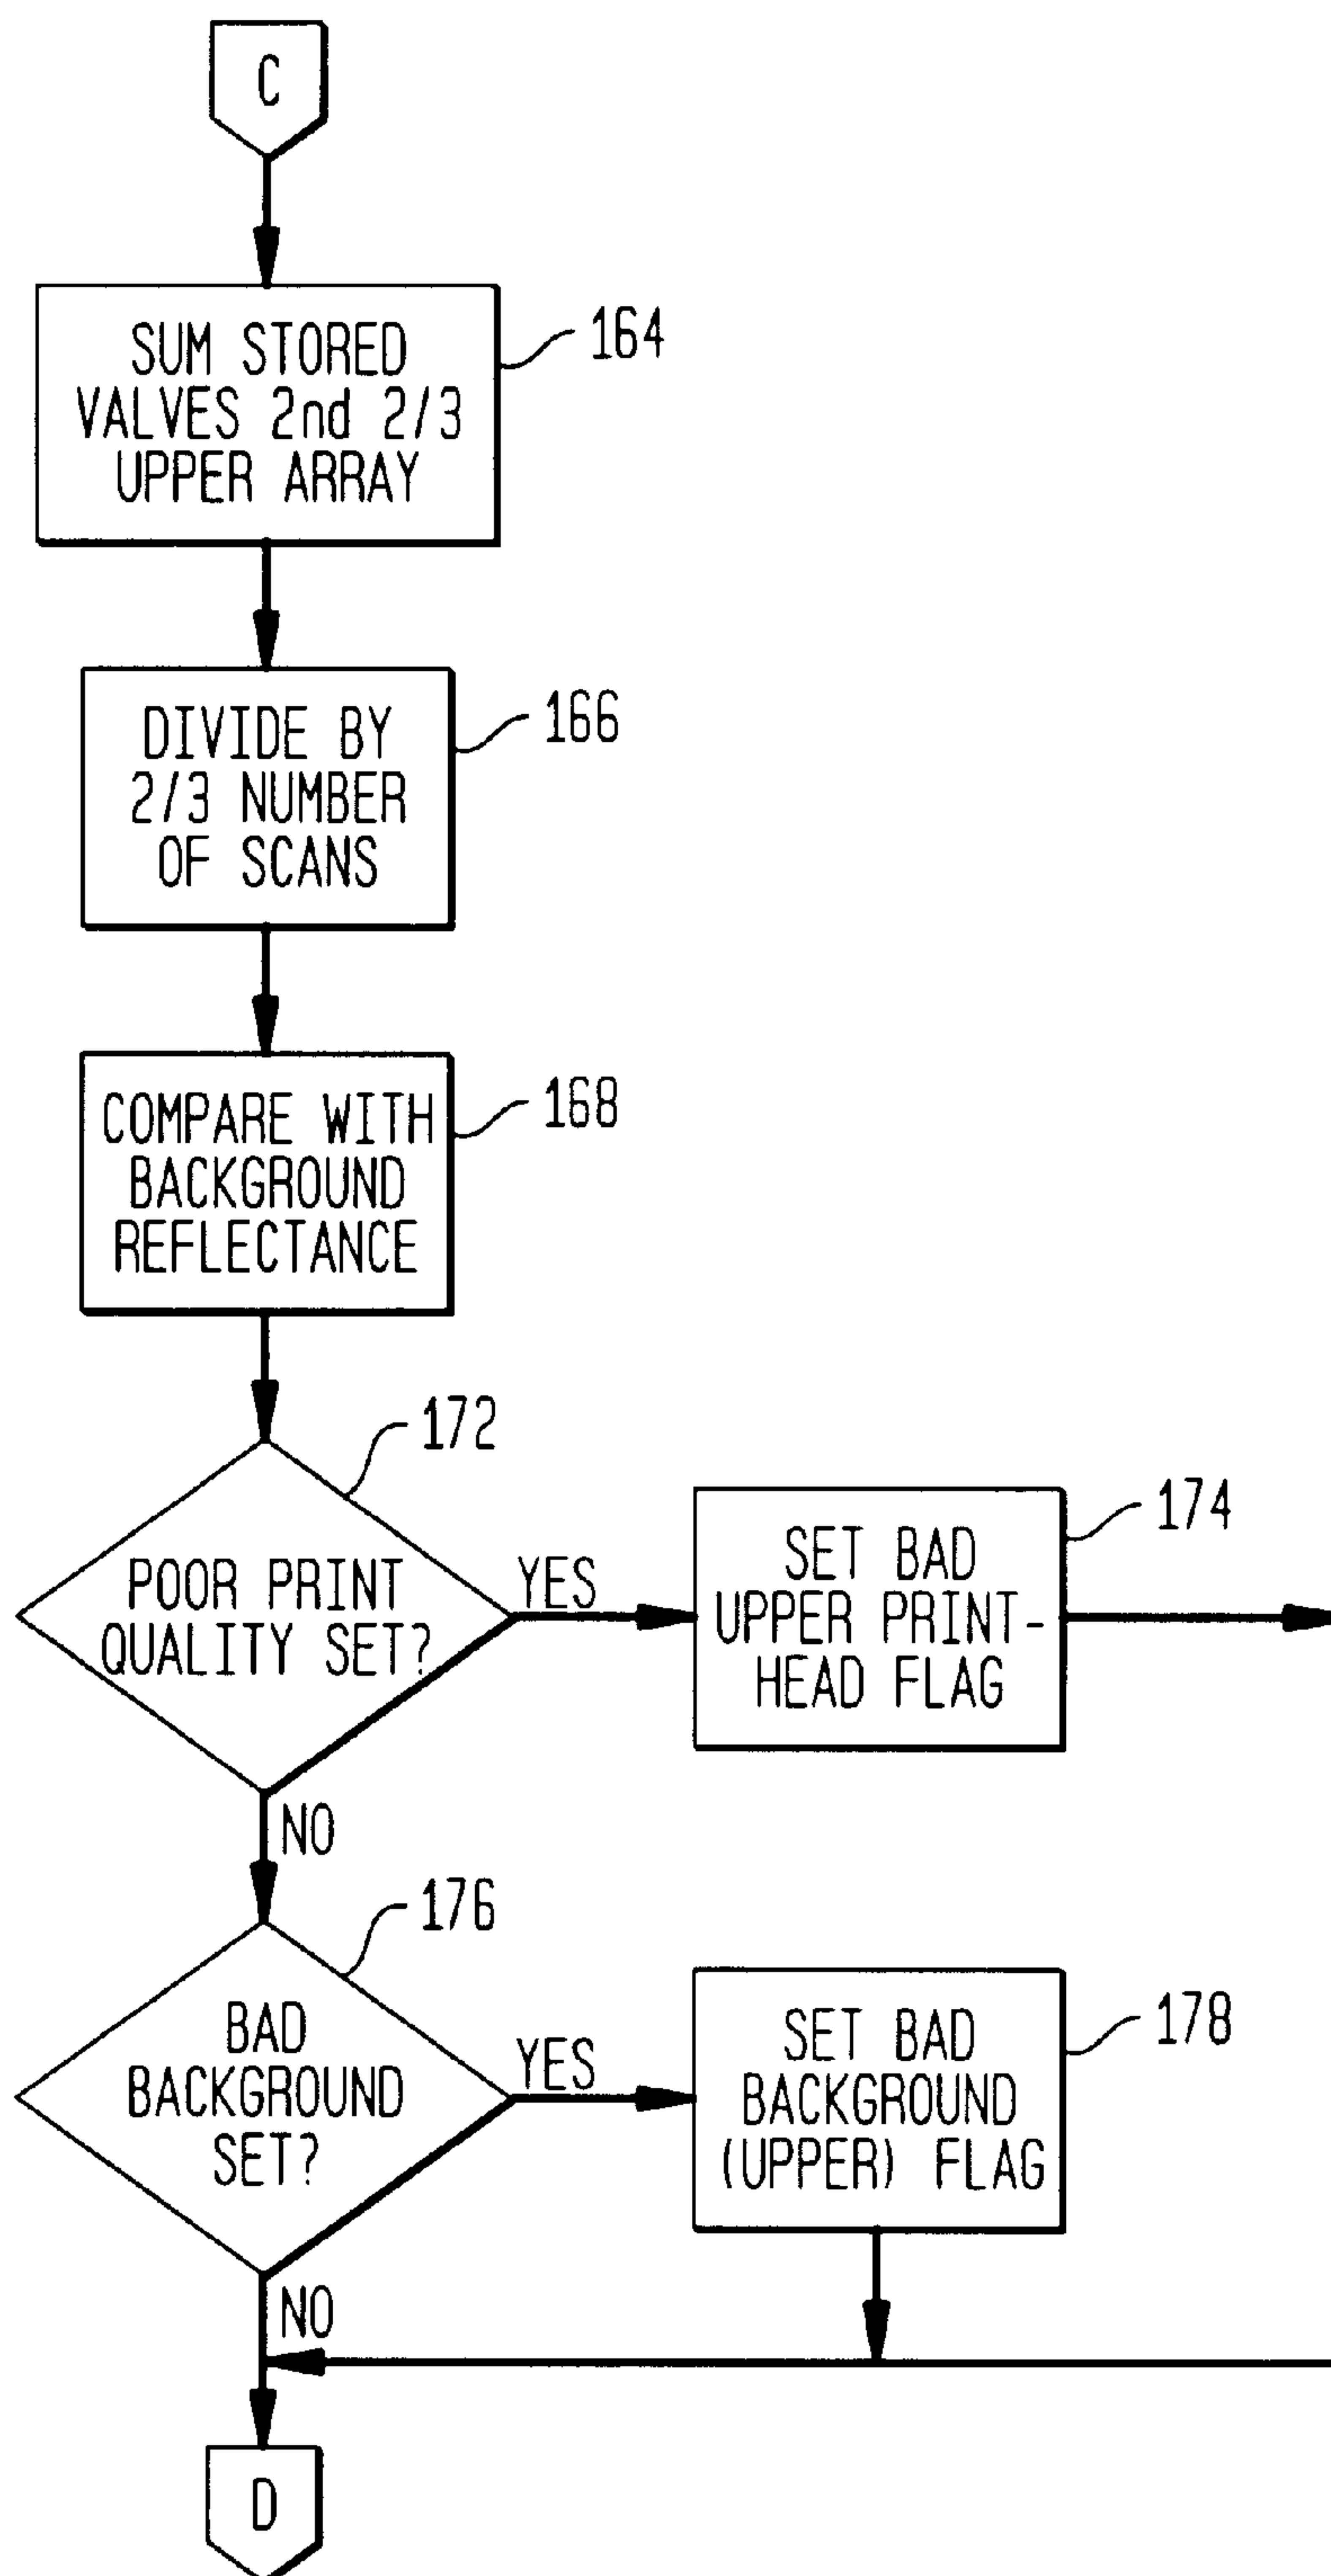 C
SUM STORED
VALVES 2nd 2/3
UPPER ARRAY
164
DIVIDE BY
2/3 NUMBER
OF SCANS
166
COMPARE WITH
BACKGROUND
REFLECTANCE
168
172
POOR PRINT
QUALITY SET?
YES
SET BAD
UPPER PRINT-
HEAD FLAG
174
NO
176
BAD
BACKGROUND
SET?
YES
SET BAD
BACKGROUND
(UPPER) FLAG
178
NO
D